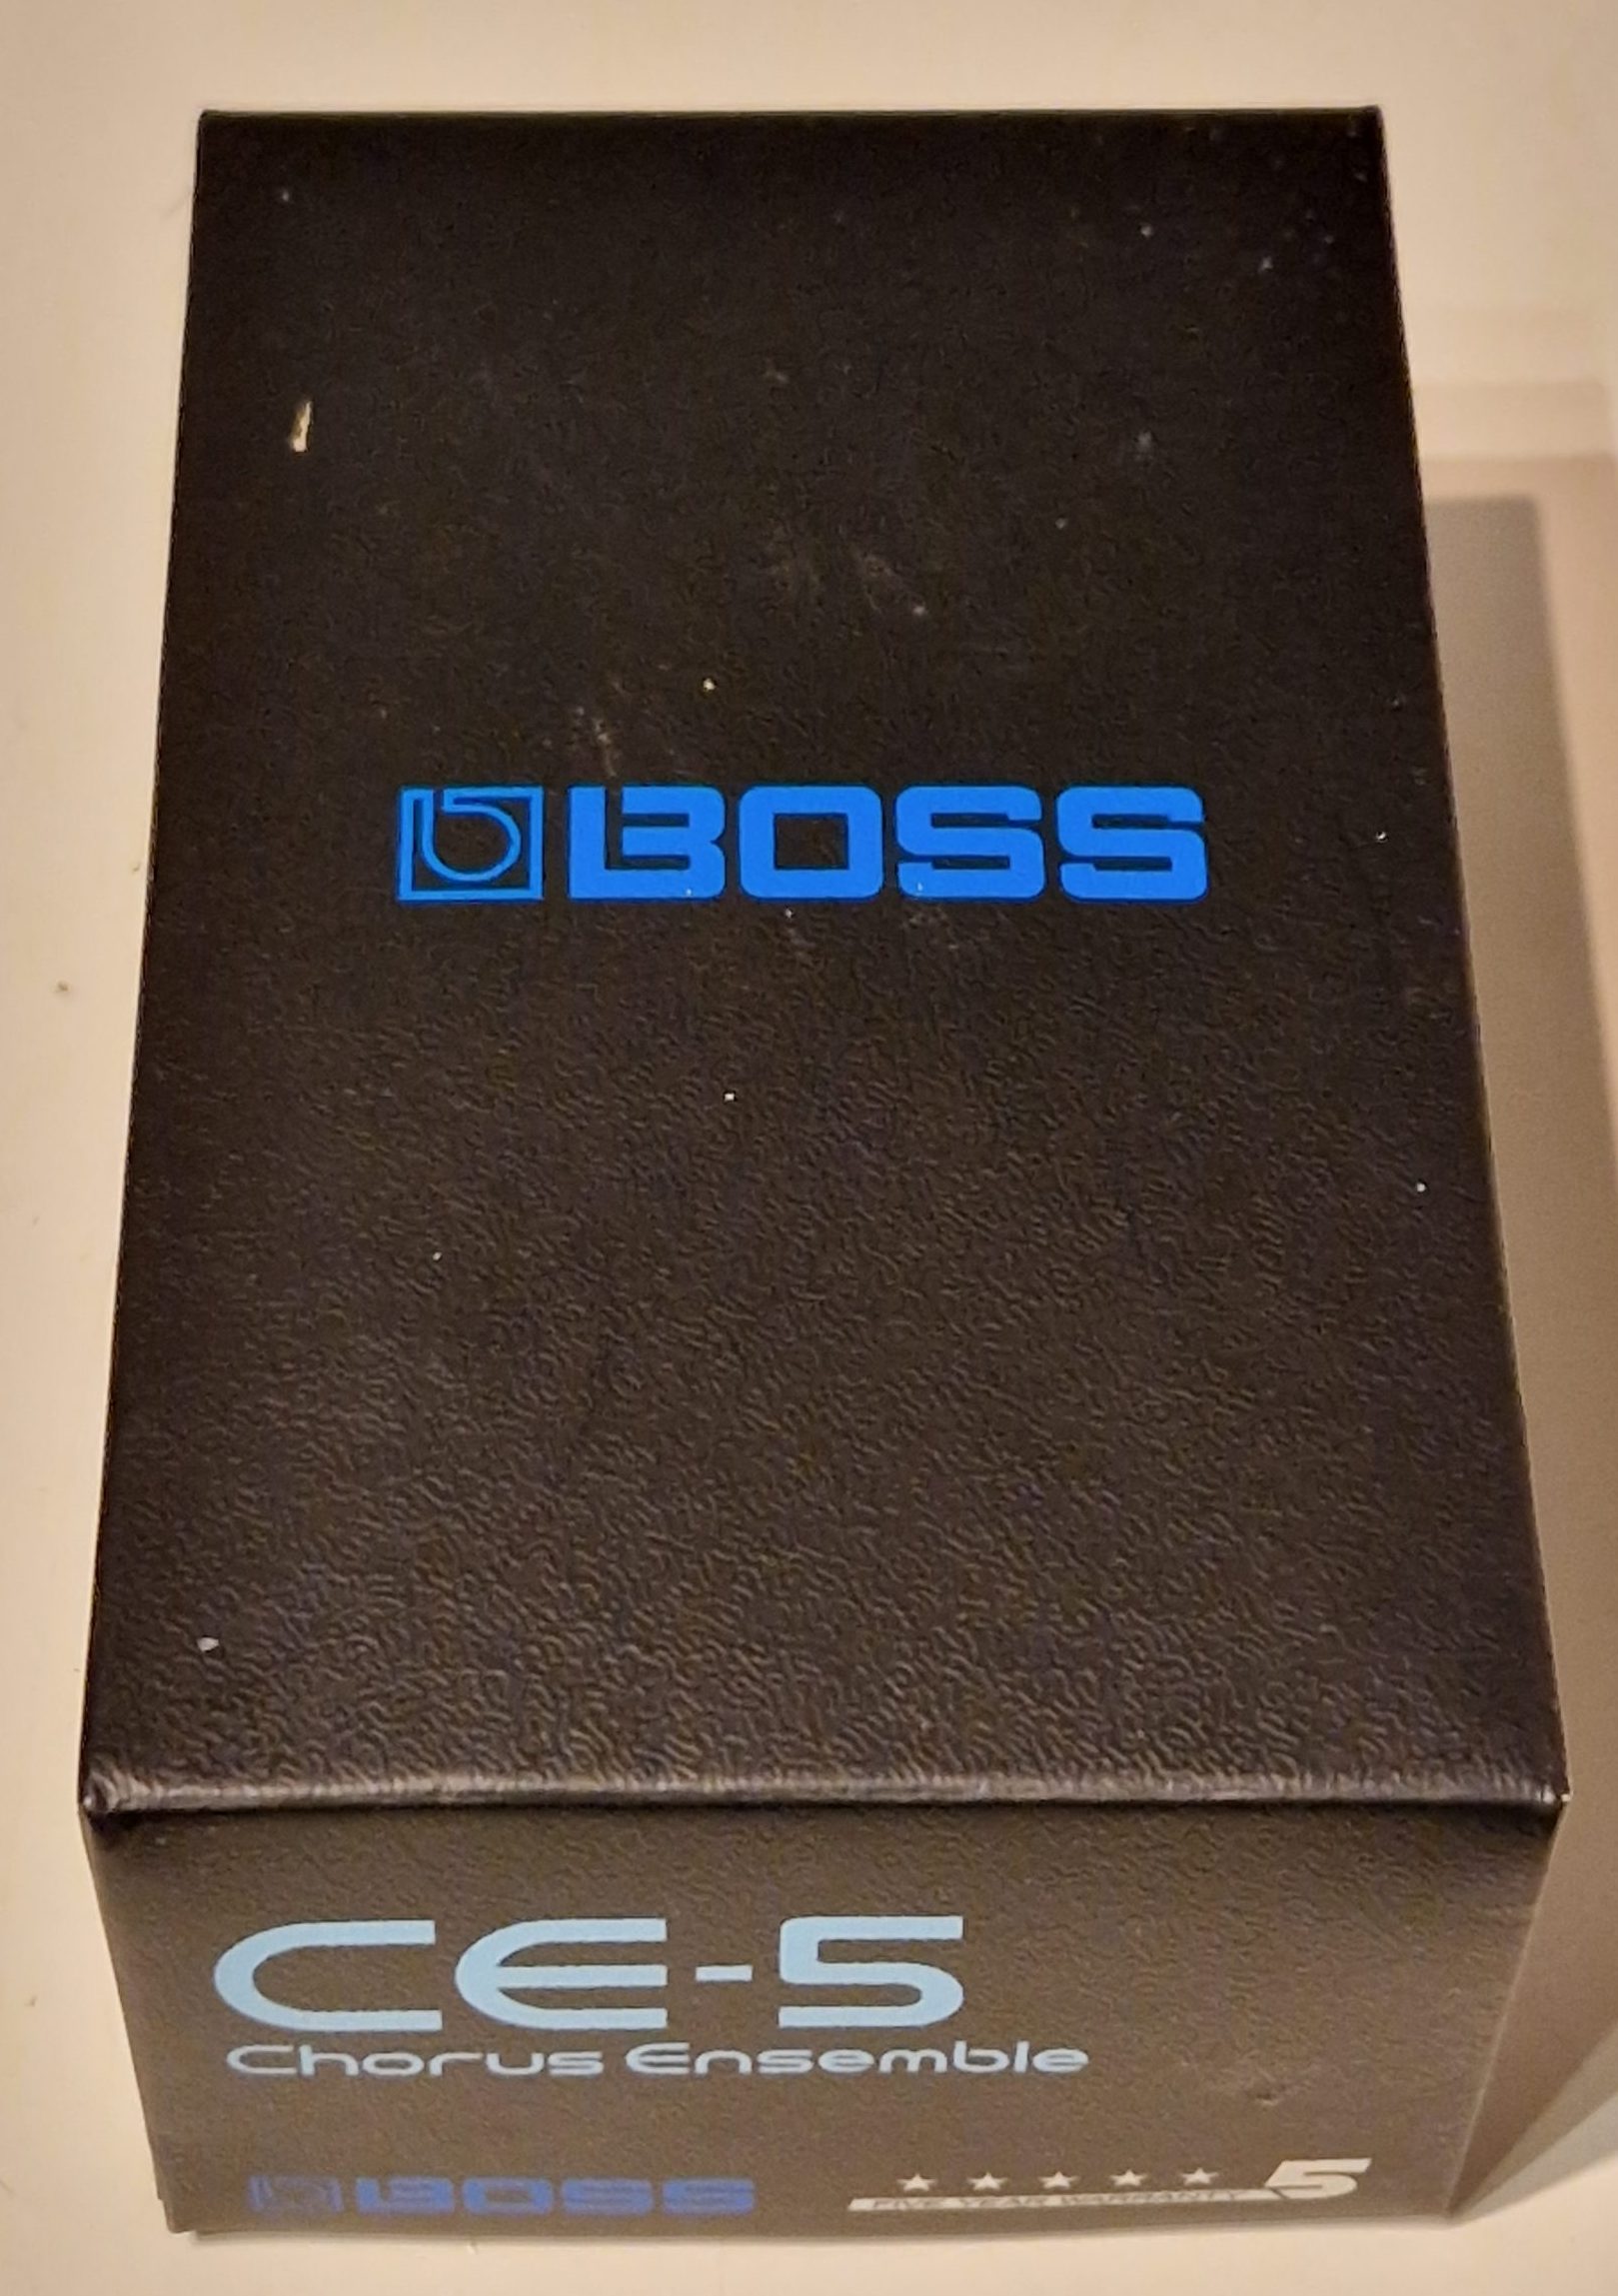 BOSS
CE-5
Chorus Ensemble
BOSS
FIVE YEAR WARRANTY 5